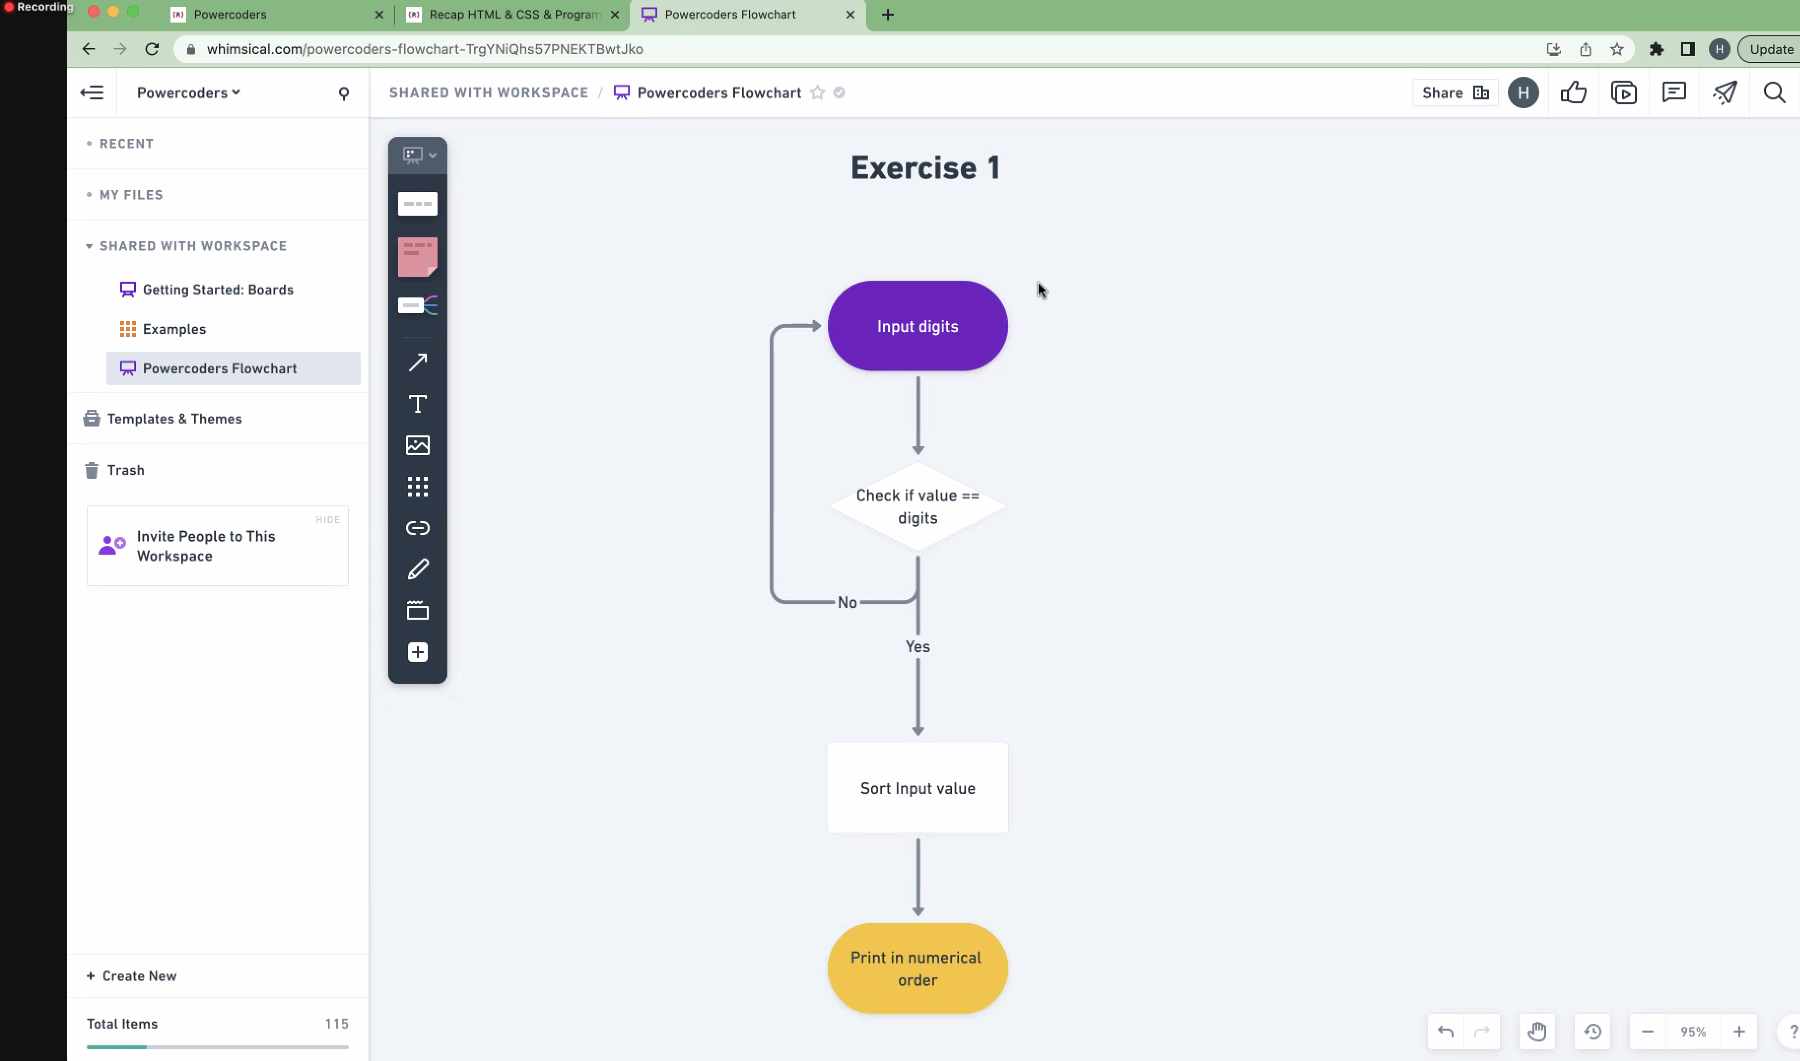 Recording
Powercoders
Recap HTML & CSS & Program
Powercoders Flowchart
whimsical.com/powercoders-flowchart-TrgYNiQhs57PNEKTBwtJko
H
Update
Powercoders
SHARED WITH WORKSPACE / Powercoders Flowchart
Share
H
RECENT
MY FILES
SHARED WITH WORKSPACE
Getting Started: Boards
Examples
Powercoders Flowchart
Templates & Themes
Trash
HIDE
Invite People to This
Workspace
+ Create New
Total Items 115
T
Exercise 1
Input digits
Check if value ==
digits
No
Yes
Sort Input value
Print in numerical
order
95%
?